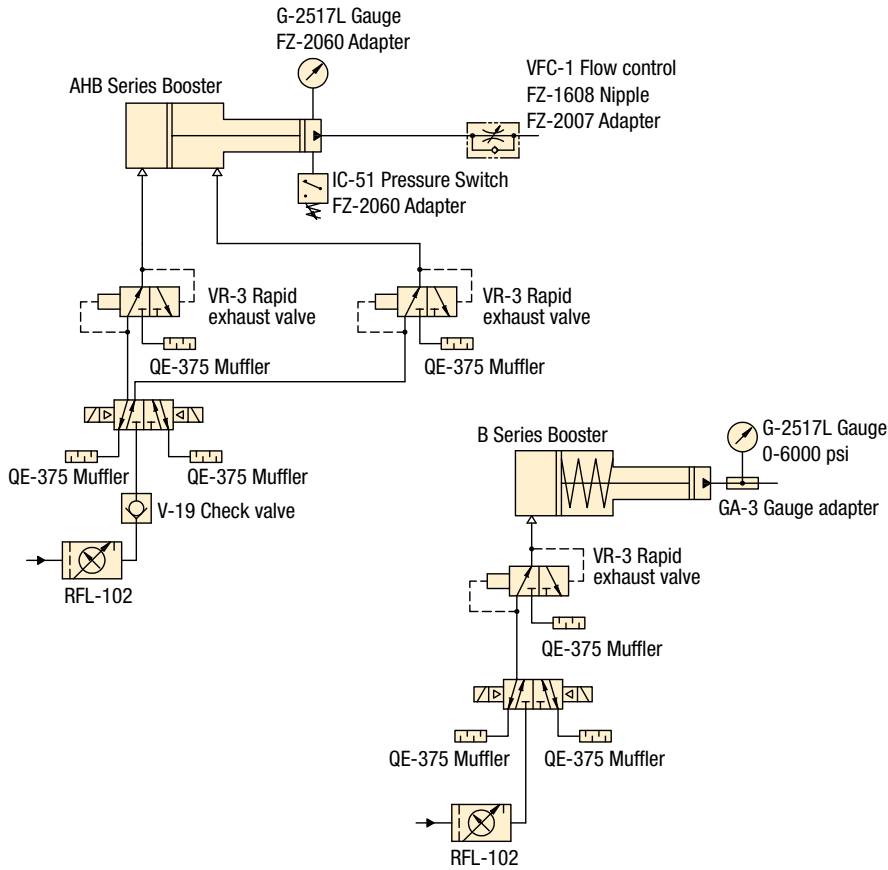 G-2517L Gauge
FZ-2060 Adapter
AHB Series Booster
VFC-1 Flow control
FZ-1608 Nipple
FZ-2007 Adapter
IC-51 Pressure Switch
FZ-2060 Adapter
VR-3 Rapid
exhaust valve
QE-375 Muffler
VR-3 Rapid
exhaust valve
QE-375 Muffler
QE-375 Muffler
QE-375 Muffler
V-19 Check valve
RFL-102
B Series Booster
G-2517L Gauge
0-6000 psi
GA-3 Gauge adapter
VR-3 Rapid
exhaust valve
QE-375 Muffler
QE-375 Muffler
QE-375 Muffler
RFL-102